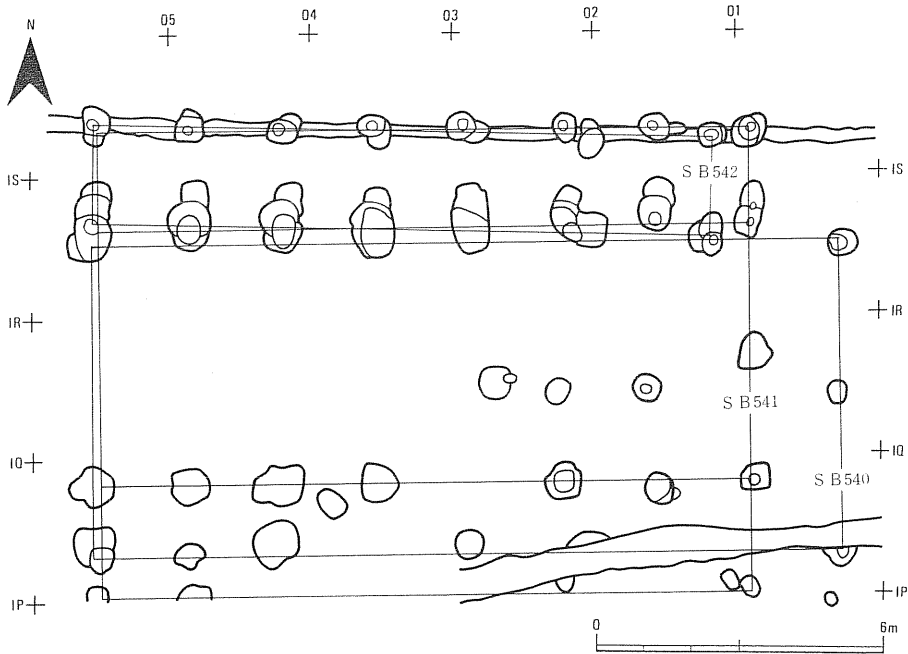 N
05 04 03 02 01
SB542
IS IS
IR IR
SB541
IQ IQ
SB540
IP IP
0 6m